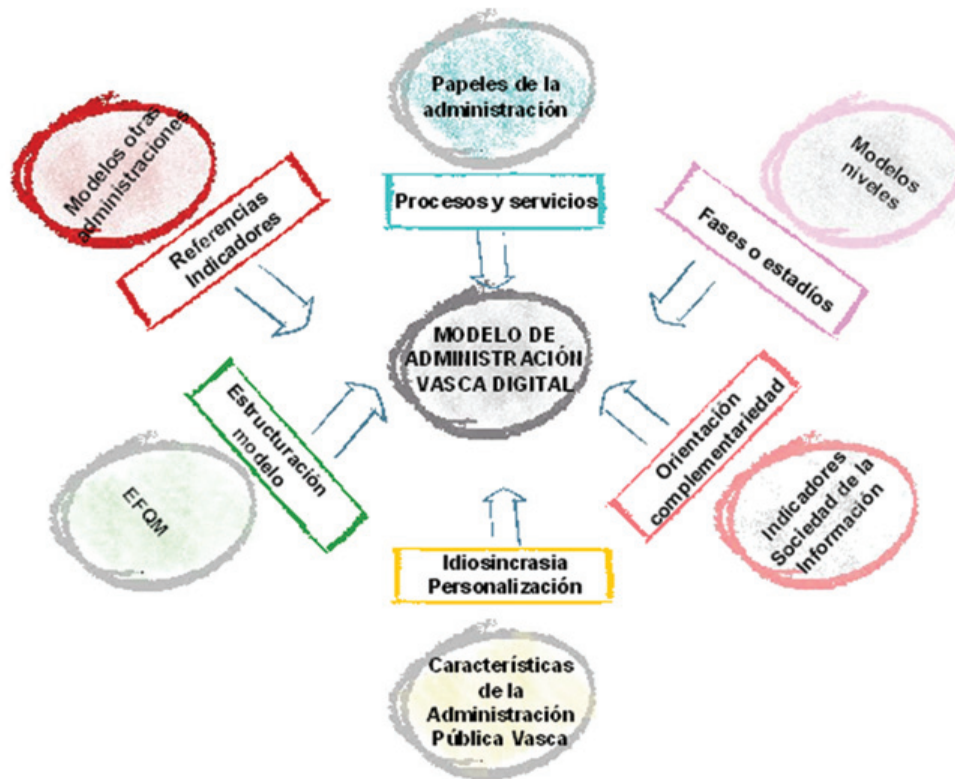 Papeles de la
administración
Procesos y servicios
Modelos otras
administraciones
Referencias
Indicadores
Modelos
niveles
Fases o estadíos
MODELO DE
ADMINISTRACIÓN
VASCA DIGITAL
Estructuración
modelo
EFQM
Orientación
complementariedad
Indicadores
Sociedad de la
Información
Idiosincrasia
Personalización
Característicás
de la
Administración
Pública Vasca